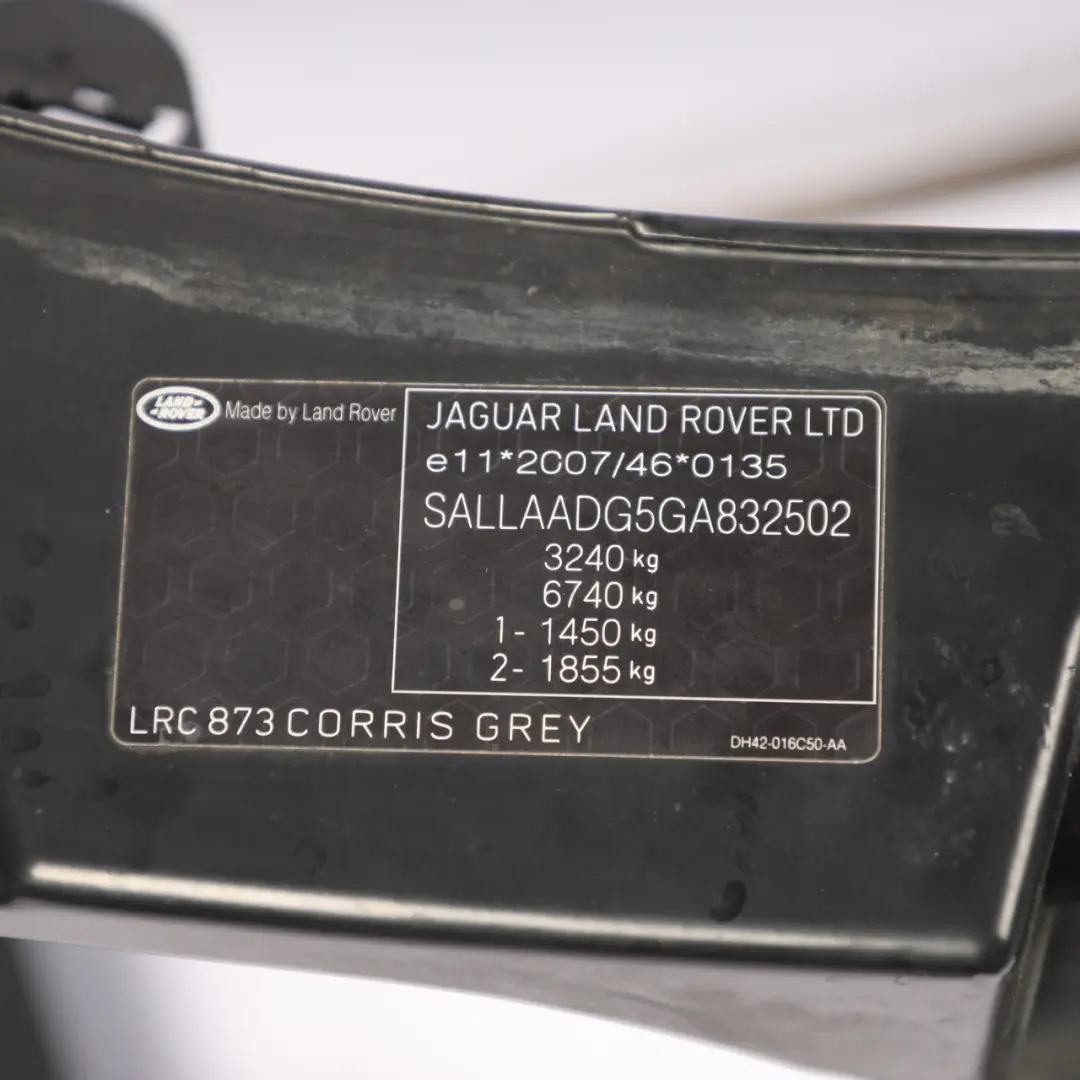 LAND-
-ROVER
Made by Land Rover
JAGUAR LAND ROVER LTD
e11*2007/46*0135
SALLAADG5GA832502
3240 kg
6740 kg
1- 1450 kg
2- 1855 kg
LRC 873 CORRIS GREY
DH42-016C50-AA